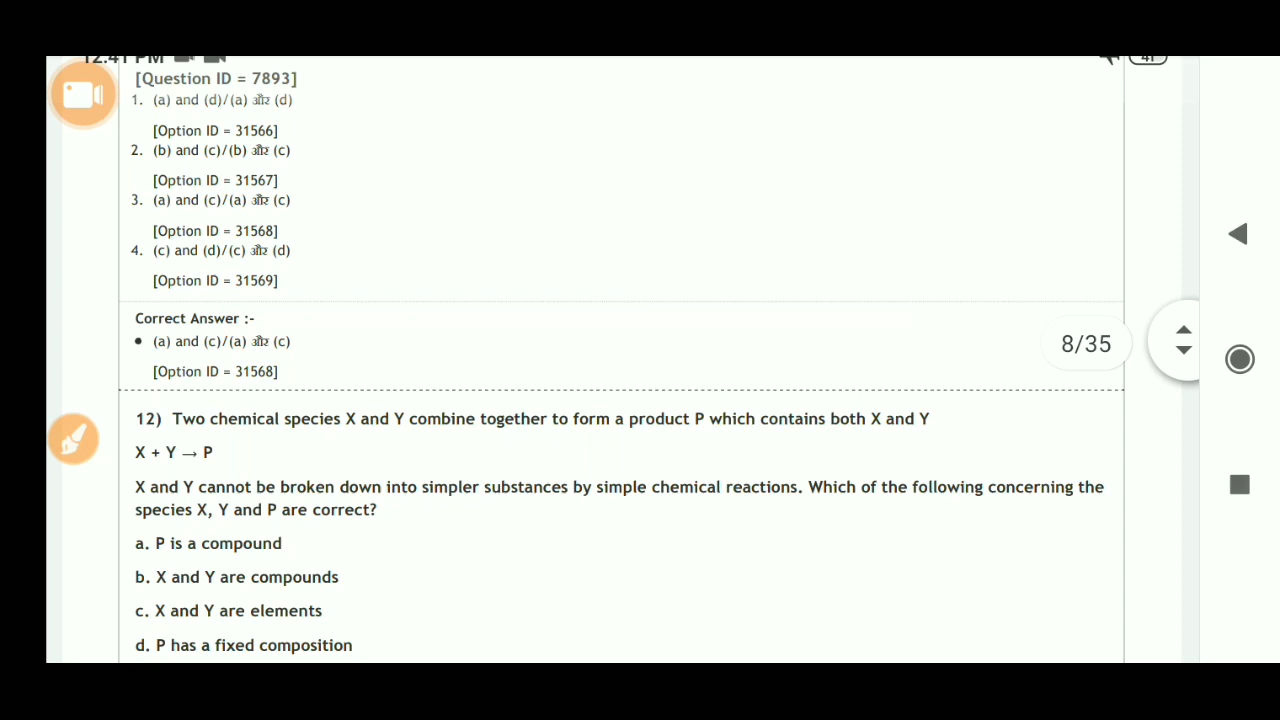 12:41 PM
41
[Question ID = 7893]
1. (a) and (d)/(a) और (d)
[Option ID = 31566]
2. (b) and (c)/(b) और (c)
[Option ID = 31567]
3. (a) and (c)/(a) और (c)
[Option ID = 31568]
4. (c) and (d)/(c) और (d)
[Option ID = 31569]
Correct Answer :-
• (a) and (c)/(a) और (c)
[Option ID = 31568]
8/35
12) Two chemical species X and Y combine together to form a product P which contains both X and Y
X + Y → P
X and Y cannot be broken down into simpler substances by simple chemical reactions. Which of the following concerning the
species X, Y and P are correct?
a. P is a compound
b. X and Y are compounds
c. X and Y are elements
d. P has a fixed composition